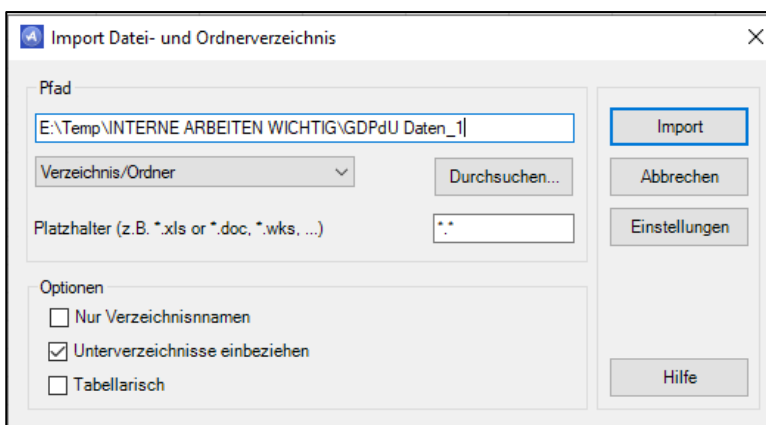 Import Datei- und Ordnerverzeichnis
Pfad
E:\Temp\INTERNE ARBEITEN WICHTIG\GDPdU Daten_1
Import
Verzeichnis/Ordner
Durchsuchen...
Abbrechen
Platzhalter (z.B. *.xls or *.doc, *.wks, ...)
*.*
Einstellungen
Optionen
Nur Verzeichnisnnamen
Unterverzeichnisse einbeziehen
Tabellarisch
Hilfe